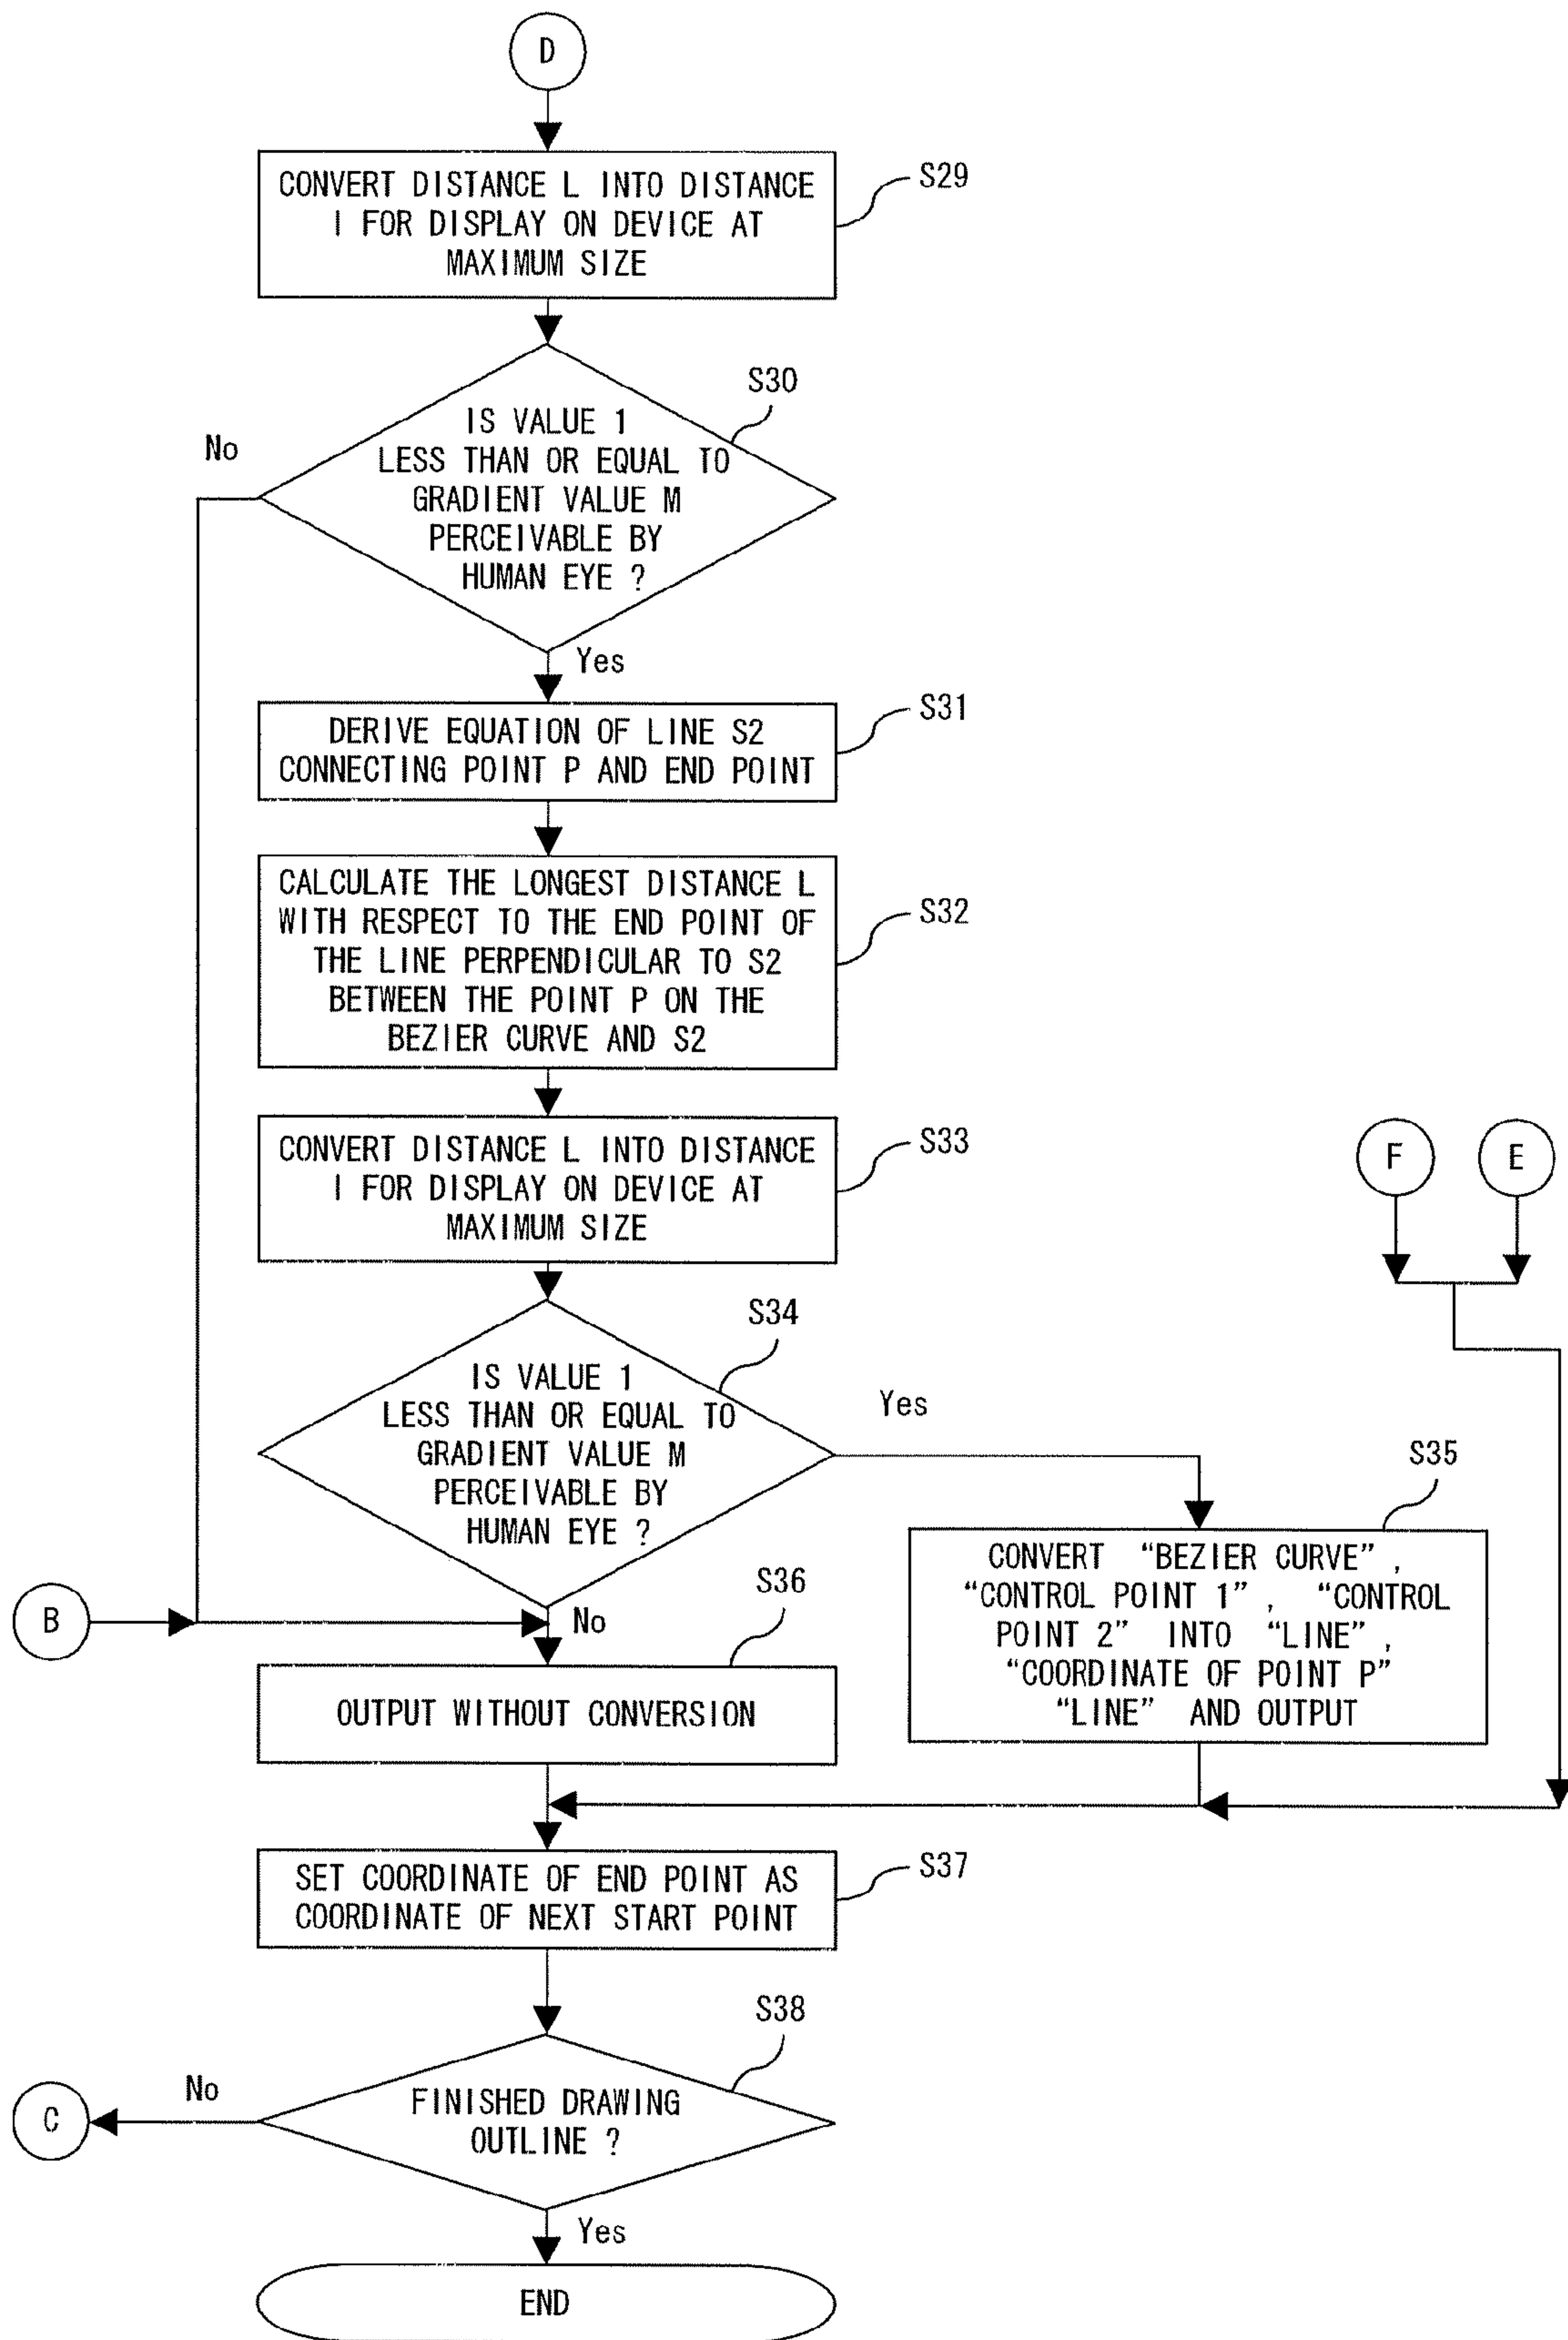 D
CONVERT DISTANCE L INTO DISTANCE
l FOR DISPLAY ON DEVICE AT
MAXIMUM SIZE
S29
S30
IS VALUE 1
LESS THAN OR EQUAL TO
GRADIENT VALUE M
PERCEIVABLE BY
HUMAN EYE ?
No
Yes
DERIVE EQUATION OF LINE S2
CONNECTING POINT P AND END POINT
S31
CALCULATE THE LONGEST DISTANCE L
WITH RESPECT TO THE END POINT OF
THE LINE PERPENDICULAR TO S2
BETWEEN THE POINT P ON THE
BEZIER CURVE AND S2
S32
CONVERT DISTANCE L INTO DISTANCE
l FOR DISPLAY ON DEVICE AT
MAXIMUM SIZE
S33
F
E
S34
IS VALUE 1
LESS THAN OR EQUAL TO
GRADIENT VALUE M
PERCEIVABLE BY
HUMAN EYE ?
Yes
S35
CONVERT “BEZIER CURVE”,
“CONTROL POINT 1”, “CONTROL
POINT 2” INTO “LINE”,
“COORDINATE OF POINT P”
“LINE” AND OUTPUT
B
No
S36
OUTPUT WITHOUT CONVERSION
SET COORDINATE OF END POINT AS
COORDINATE OF NEXT START POINT
S37
S38
FINISHED DRAWING
OUTLINE ?
No
C
Yes
END